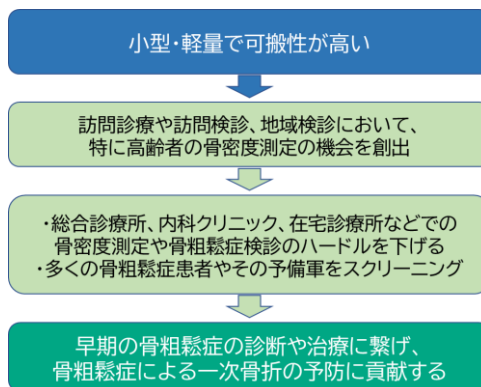 小型・軽量で可搬性が高い
訪問診療や訪問検診、地域検診において、
特に高齢者の骨密度測定の機会を創出
・総合診療所、内科クリニック、在宅診療所などでの
骨密度測定や骨粗鬆症検診のハードルを下げる
・多くの骨粗鬆症患者やその予備軍をスクリーニング
早期の骨粗鬆症の診断や治療に繋げ、
骨粗鬆症による一次骨折の予防に貢献する